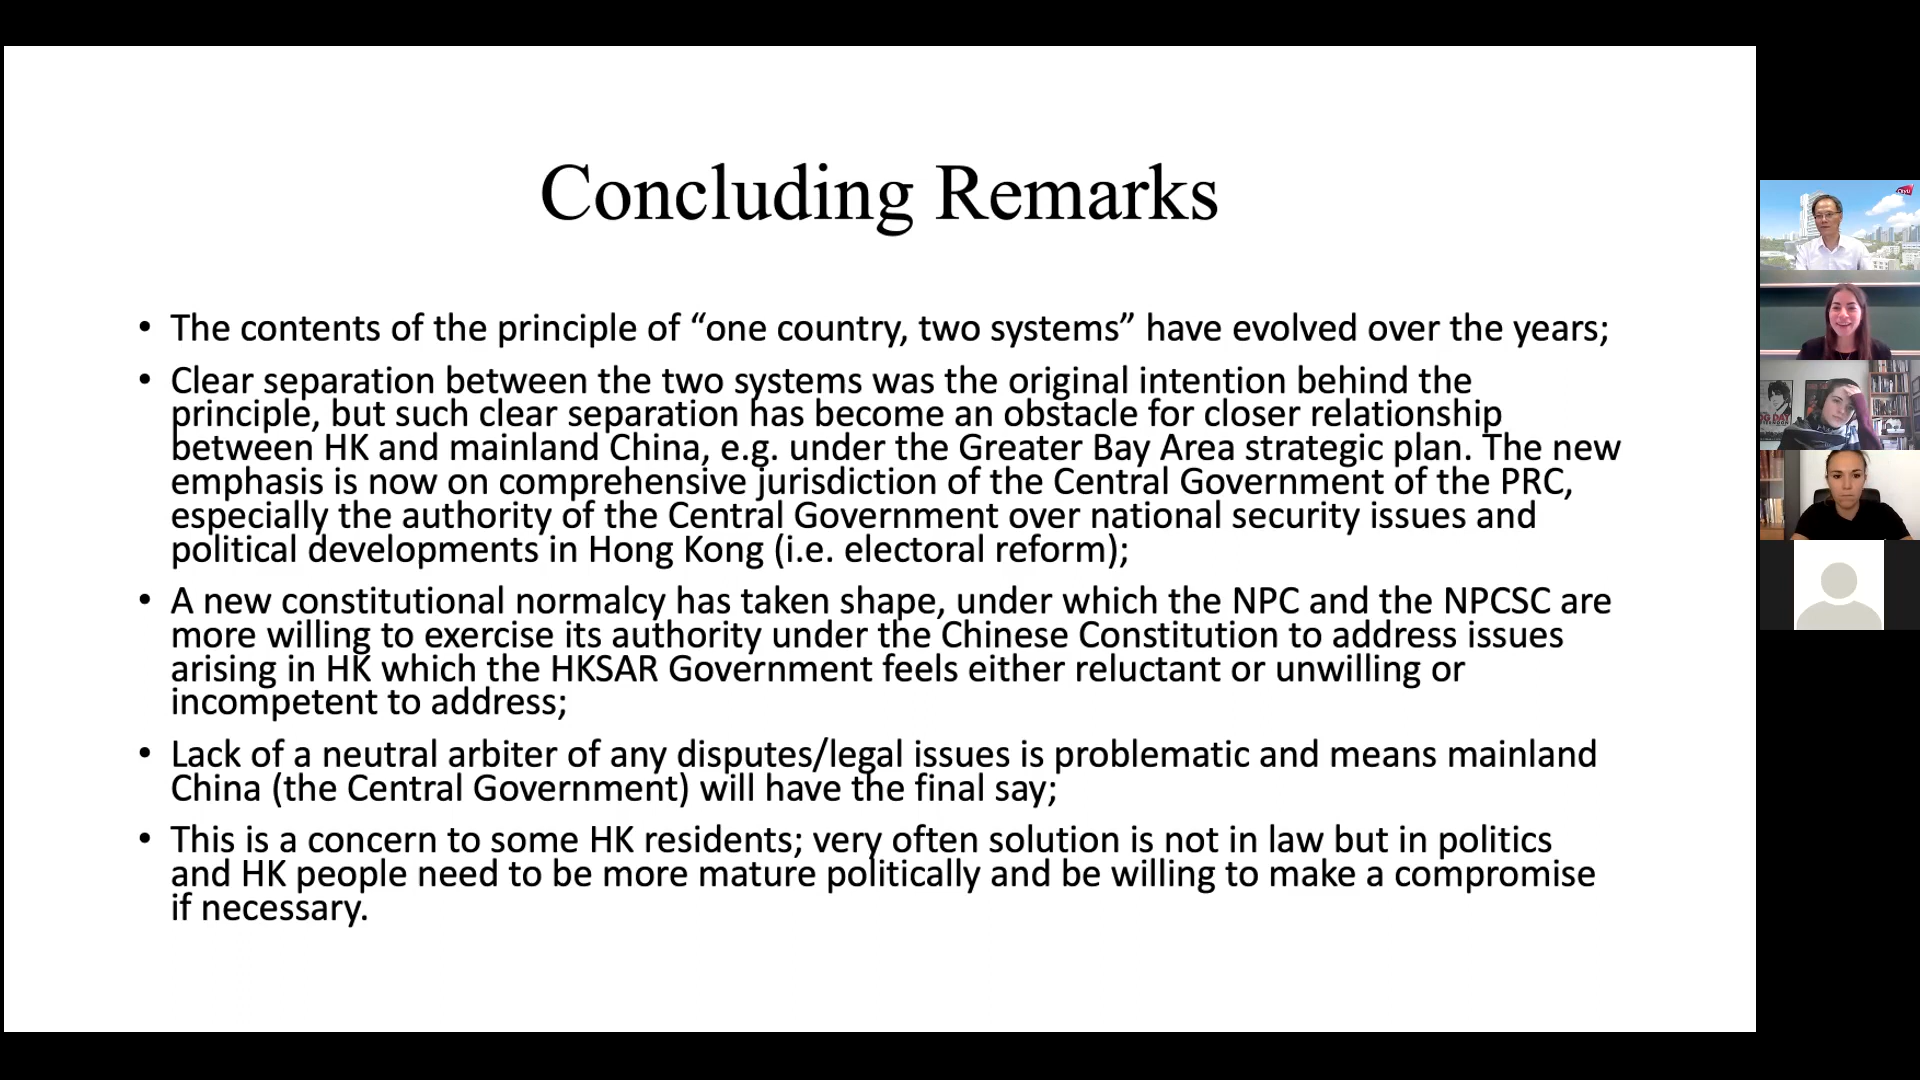 Concluding Remarks
• The contents of the principle of “one country, two systems” have evolved over the years;
• Clear separation between the two systems was the original intention behind the
principle, but such clear separation has become an obstacle for closer relationship
between HK and mainland China, e.g. under the Greater Bay Area strategic plan. The new
emphasis is now on comprehensive jurisdiction of the Central Government of the PRC,
especially the authority of the Central Government over national security issues and
political developments in Hong Kong (i.e. electoral reform);
• A new constitutional normalcy has taken shape, under which the NPC and the NPCSC are
more willing to exercise its authority under the Chinese Constitution to address issues
arising in HK which the HKSAR Government feels either reluctant or unwilling or
incompetent to address;
• Lack of a neutral arbiter of any disputes/legal issues is problematic and means mainland
China (the Central Government) will have the final say;
• This is a concern to some HK residents; very often solution is not in law but in politics
and HK people need to be more mature politically and be willing to make a compromise
if necessary.